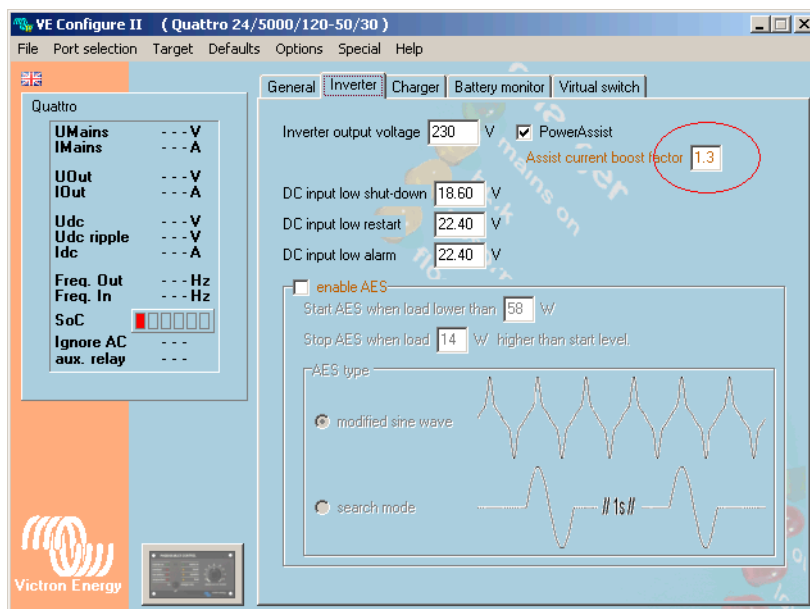 VE Configure II ( Quattro 24/5000/120-50/30 )
File Port selection Target Defaults Options Special Help
General Inverter Charger Battery monitor Virtual switch
Quattro
UMains - - - V
IMains - - - A
UOut - - - V
IOut - - - A
Udc - - - V
Udc ripple - - - V
Idc - - - A
Freq. Out - - - Hz
Freq. In - - - Hz
SoC
Ignore AC - - -
aux. relay - - -
Inverter output voltage 230 V PowerAssist
Assist current boost factor 1.3
DC input low shut-down 18.60 V
DC input low restart 22.40 V
DC input low alarm 22.40 V
enable AES
Start AES when load lower than 58 W
Stop AES when load 14 W higher than start level.
AES type
modified sine wave
search mode
// 1s //
mains on
victron energy